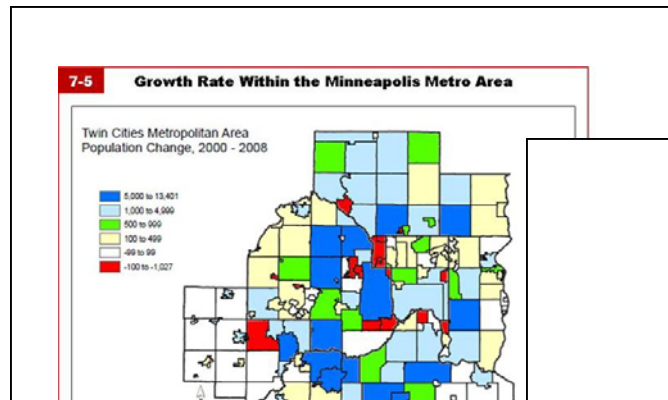 7-5 Growth Rate Within the Minneapolis Metro Area
Twin Cities Metropolitan Area
Population Change, 2000 - 2008
5,000 to 13,401
1,000 to 4,999
500 to 999
100 to 499
-99 to 99
-100 to -1,027